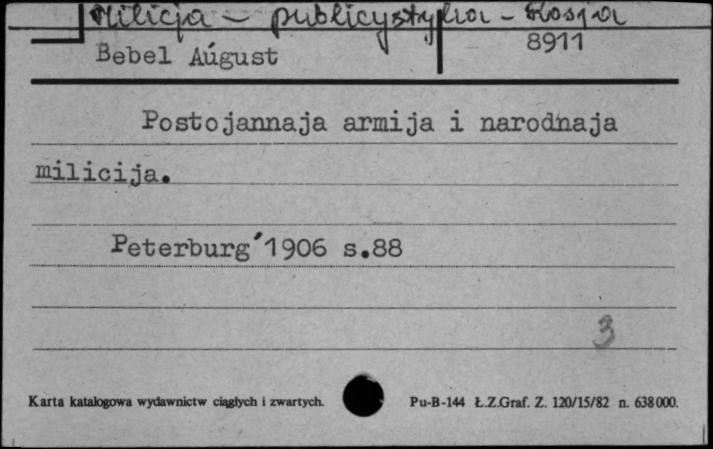 Milicja – publicystyka – Rosja
Bebel August
8911
Postojannaja armija i narodnaja
milicija.
Peterburg 1906 s.88
3
Karta katalogowa wydawnictw ciągłych i zwartych.
Pu-B-144 Ł.Z.Graf. Z. 120/15/82 n. 638000.